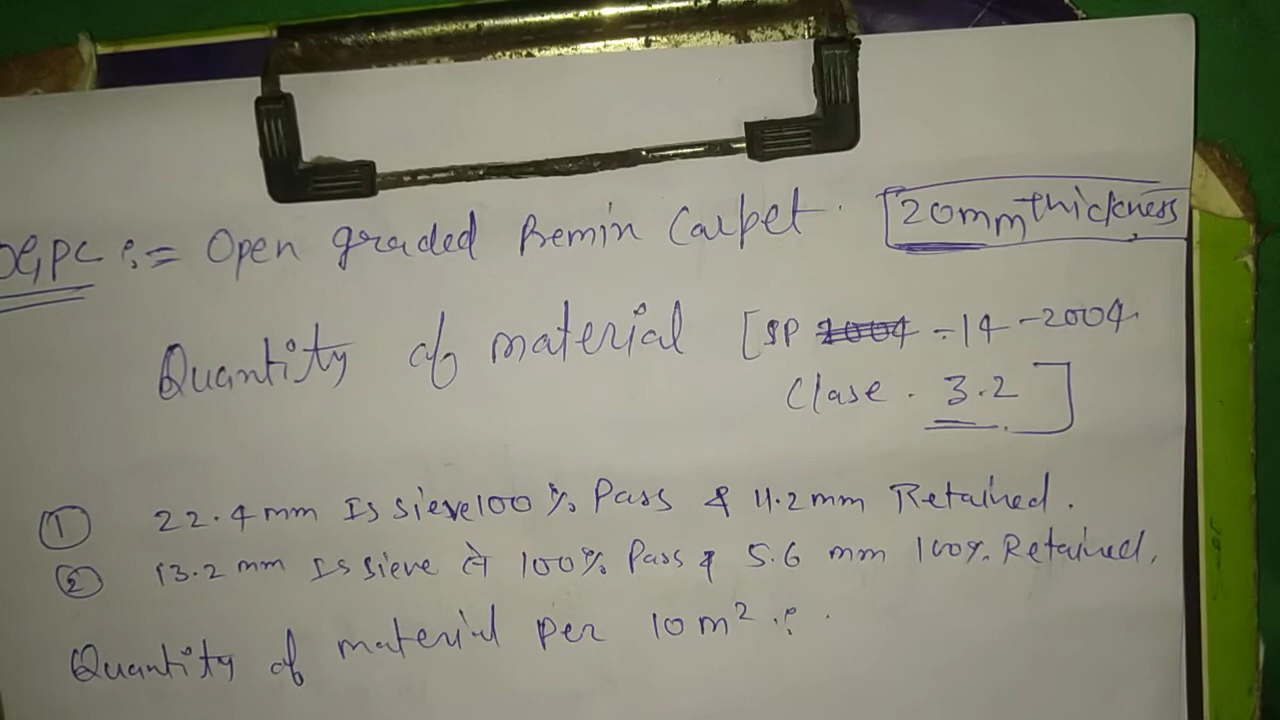 OGPC := Open graded Premin Carpet. [20mm thickness
Quantity of material [SP 2004 - 14 - 2004.
Clase. 3.2]
① 22.4mm Is sieve 100% Pass & 11.2mm Retained.
② 13.2 mm Is sieve से 100% Pass & 5.6 mm 100% Retained.
Quantity of material per 10m² :